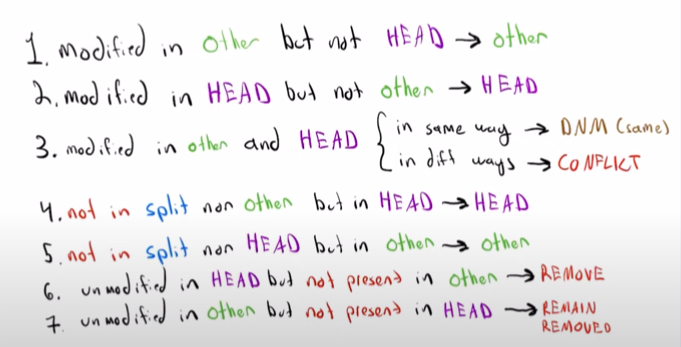 1. modified in other but not HEAD → other
2. modified in HEAD but not other → HEAD
3. modified in other and HEAD { in same way → DNM (same)
in diff ways → CONFLICT
4. not in split nor other but in HEAD → HEAD
5. not in split nor HEAD but in other → other
6. unmodified in HEAD but not present in other → REMOVE
7. unmodified in other but not present in HEAD → REMAIN
REMOVED